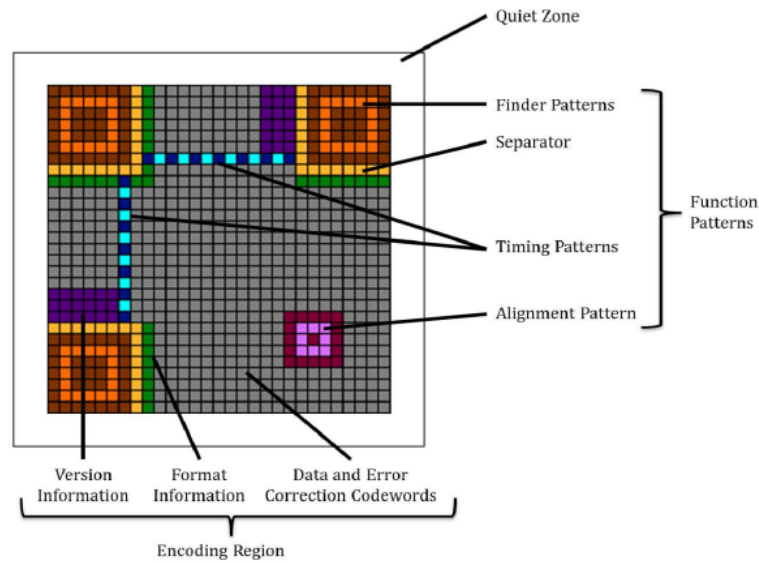 Quiet Zone
Finder Patterns
Separator
Function
Patterns
Timing Patterns
Alignment Pattern
Version
Information
Format
Information
Data and Error
Correction Codewords
Encoding Region